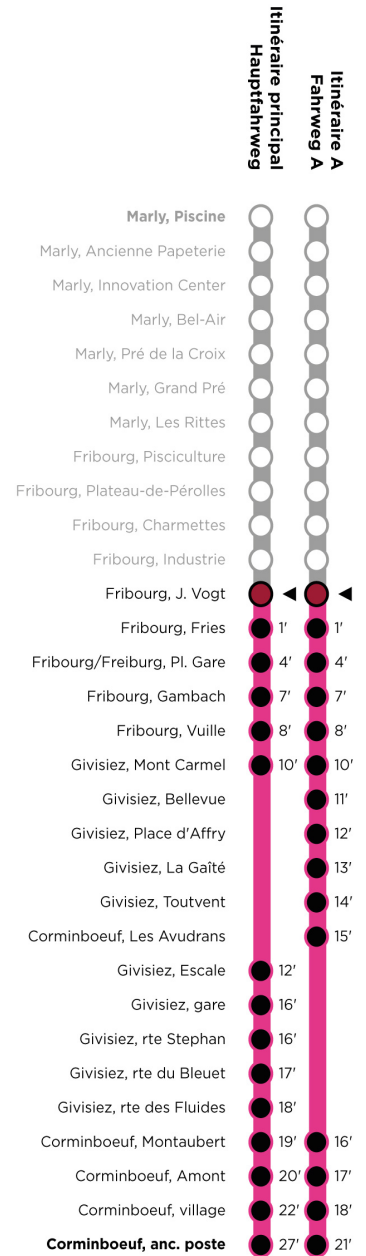 Itinéraire principal
Hauptfahrweg
Itinéraire A
Fahrweg A
Marly, Piscine
Marly, Ancienne Papeterie
Marly, Innovation Center
Marly, Bel-Air
Marly, Pré de la Croix
Marly, Grand Pré
Marly, Les Rittes
Fribourg, Pisciculture
Fribourg, Plateau-de-Pérolles
Fribourg, Charmettes
Fribourg, Industrie
Fribourg, J. Vogt
Fribourg, Fries 1' 1'
Fribourg/Freiburg, Pl. Gare 4' 4'
Fribourg, Gambach 7' 7'
Fribourg, Vuille 8' 8'
Givisiez, Mont Carmel 10' 10'
Givisiez, Bellevue 11'
Givisiez, Place d'Affry 12'
Givisiez, La Gaîté 13'
Givisiez, Toutvent 14'
Corminboeuf, Les Avudrans 15'
Givisiez, Escale 12'
Givisiez, gare 16'
Givisiez, rte Stephan 16'
Givisiez, rte du Bleuet 17'
Givisiez, rte des Fluides 18'
Corminboeuf, Montaubert 19' 16'
Corminboeuf, Amont 20' 17'
Corminboeuf, village 22' 18'
Corminboeuf, anc. poste 27' 21'